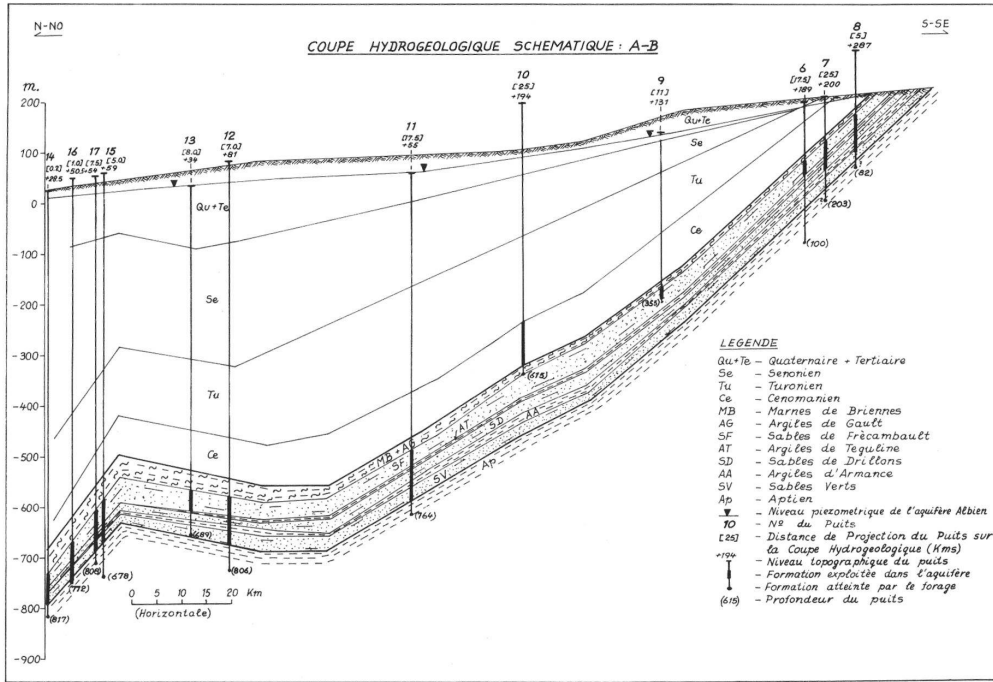 N-NO
S-SE
COUPE HYDROGEOLOGIQUE SCHEMATIQUE : A-B
m.
200
100
0
-100
-200
-300
-400
-500
-600
-700
-800
-900
14
[0.2]
+28.5
16
[1.0]
+50.5
17
[7.5]
+54
15
[5.0]
+59
13
[8.0]
+34
12
[7.0]
+81
11
[17.5]
+55
10
[25]
+194
9
[11]
+131
6
[17.5]
+189
7
[25]
+200
8
[5]
+287
Qu+Te
Se
Tu
Ce
Qu+Te
Se
Tu
Ce
MB + AG
SF
AT
SD
AA
SV
Ap
(817)
(772)
(805)
(678)
(689)
(806)
(764)
(615)
(355)
(100)
(203)
(82)
0 10 20 Km
(Horizontale)
LEGENDE
Qu+Te – Quaternaire + Tertiaire
Se – Senonien
Tu – Turonien
Ce – Cenomanien
MB – Marnes de Briennes
AG – Argiles de Gault
SF – Sables de Frècambault
AT – Argiles de Teguline
SD – Sables de Drillons
AA – Argiles d'Armance
SV – Sables Verts
Ap – Aptien
– Niveau piezometrique de l'aquifère Albien
10 – Nº du Puits
[25] – Distance de Projection du Puits sur
la Coupe Hydrogeologique (Kms)
+194 – Niveau topographique du puits
– Formation exploitée dans l'aquifère
– Formation atteinte par le forage
(615) – Profondeur du puits